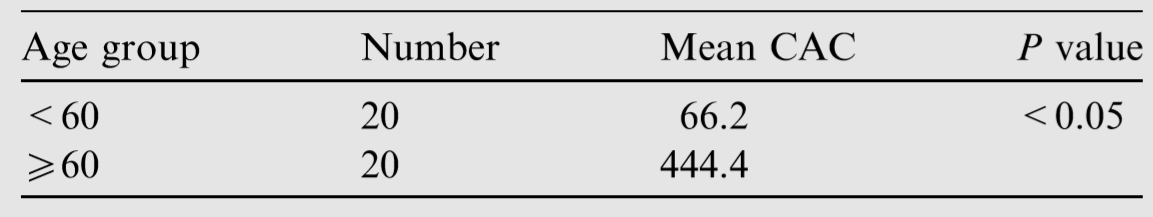 Age group Number Mean CAC P value
<60 20 66.2 <0.05
⩾60 20 444.4